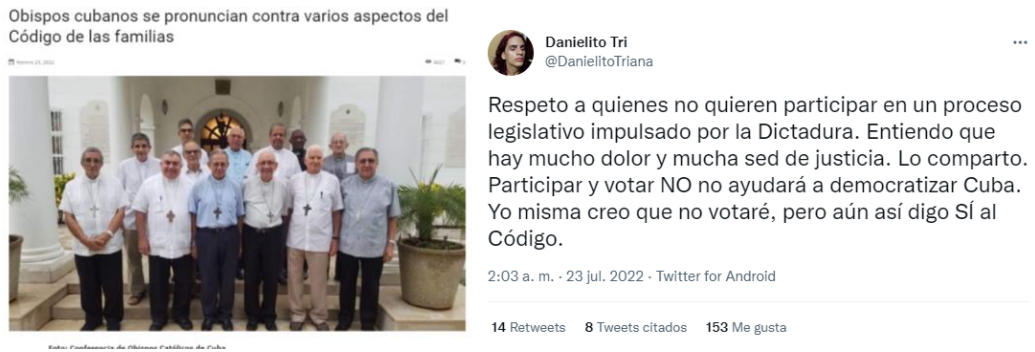 Obispos cubanos se pronuncian contra varios aspectos del
Código de las familias
febrero 25, 2022
Foto: Conferencia de Obispos Católicos de Cuba
Danielito Tri
@DanielitoTriana
Respeto a quienes no quieren participar en un proceso
legislativo impulsado por la Dictadura. Entiendo que
hay mucho dolor y mucha sed de justicia. Lo comparto.
Participar y votar NO no ayudará a democratizar Cuba.
Yo misma creo que no votaré, pero aún así digo SÍ al
Código.
2:03 a. m. · 23 jul. 2022 · Twitter for Android
14 Retweets 8 Tweets citados 153 Me gusta